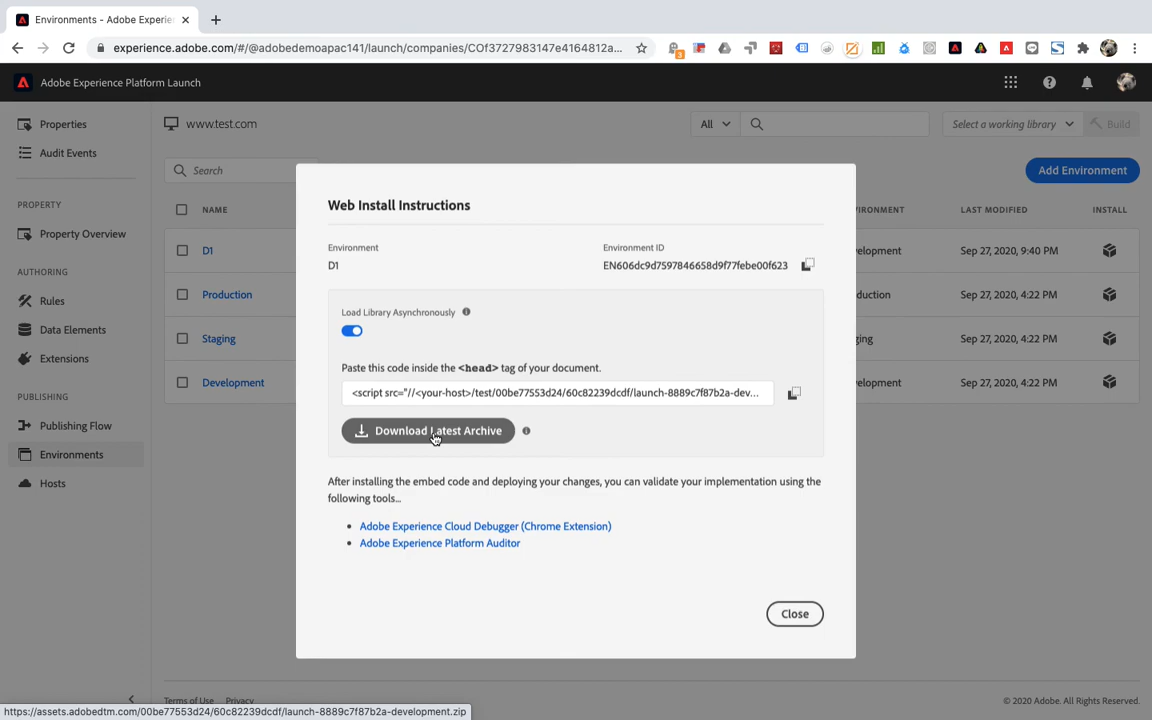 Environments - Adobe Experie
experience.adobe.com/#/@adobedemoapac141/launch/companies/COf3727983147e4164812a...
3
Adobe Experience Platform Launch
Properties
www.test.com
All
Select a working library
Build
Audit Events
Search
Add Environment
PROPERTY
NAME
VIRONMENT
LAST MODIFIED
INSTALL
Property Overview
D1
elopment
Sep 27, 2020, 9:40 PM
AUTHORING
Rules
Production
duction
Sep 27, 2020, 4:22 PM
Data Elements
Staging
ging
Sep 27, 2020, 4:22 PM
Extensions
Development
elopment
Sep 27, 2020, 4:22 PM
PUBLISHING
Publishing Flow
Environments
Hosts
Web Install Instructions
Environment
Environment ID
D1
EN606dc9d7597846658d9f77febe00f623
Load Library Asynchronously
Paste this code inside the <head> tag of your document.
<script src="//<your-host>/test/00be77553d24/60c82239dcdf/launch-8889c7f87b2a-dev...
Download Latest Archive
After installing the embed code and deploying your changes, you can validate your implementation using the
following tools...
Adobe Experience Cloud Debugger (Chrome Extension)
Adobe Experience Platform Auditor
Close
Terms of Use
Privacy
© 2020 Adobe. All Rights Reserved.
https://assets.adobedtm.com/00be77553d24/60c82239dcdf/launch-8889c7f87b2a-development.zip